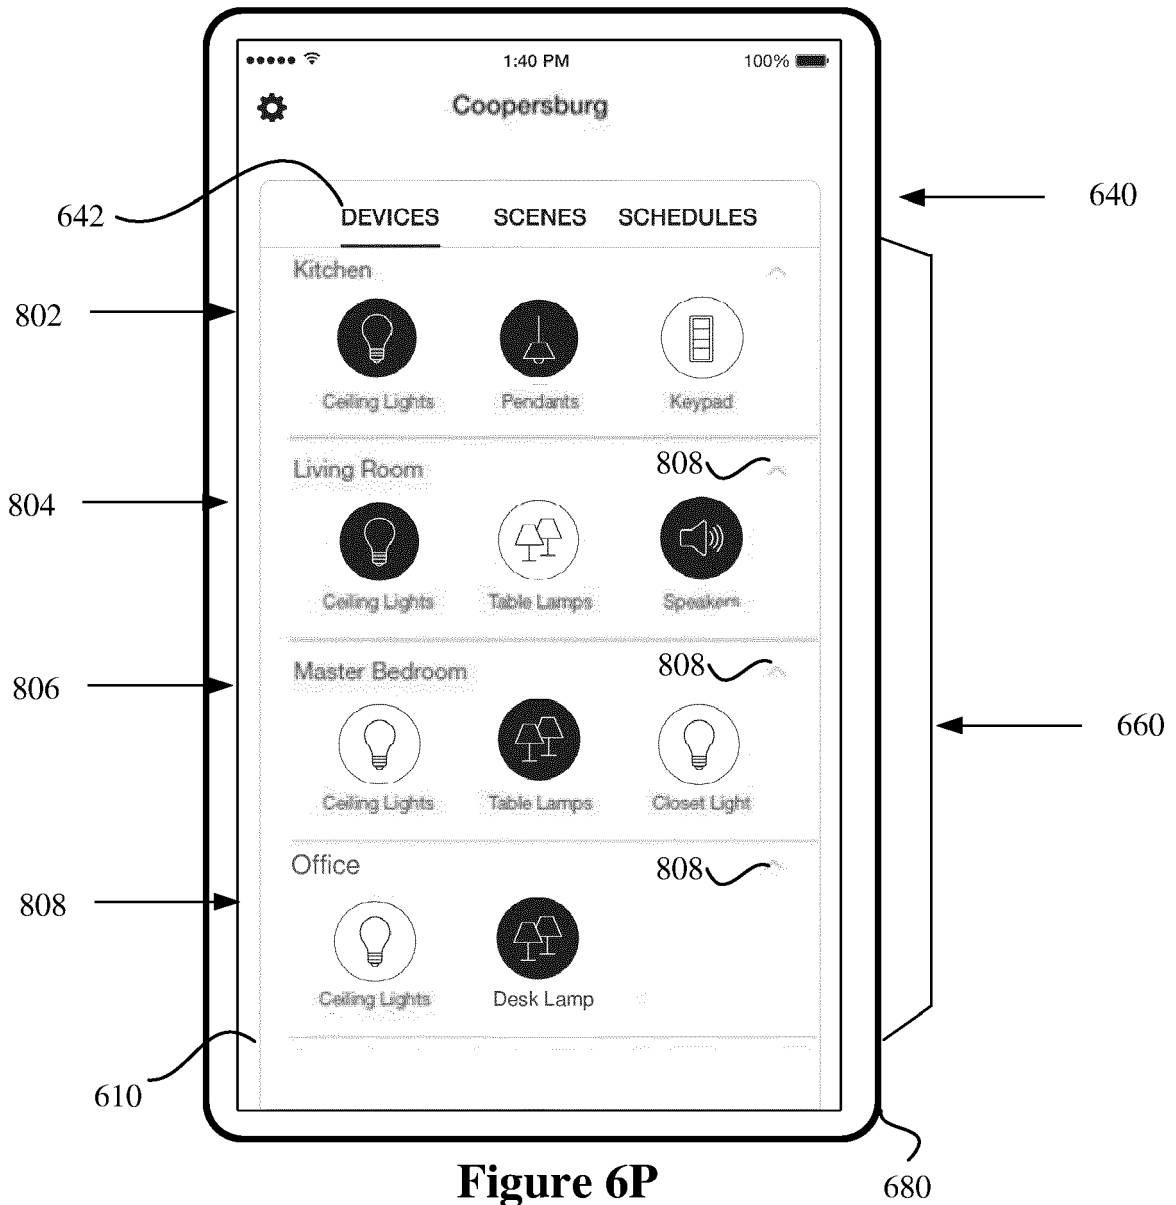 1:40 PM 100%
Coopersburg
640
642 DEVICES SCENES SCHEDULES
Kitchen
802
Ceiling Lights Pendants Keypad
Living Room 808
804
Ceiling Lights Table Lamps Speakers
Master Bedroom 808
806
660
Ceiling Lights Table Lamps Closet Light
Office 808
808
Ceiling Lights Desk Lamp
610
Figure 6P 680